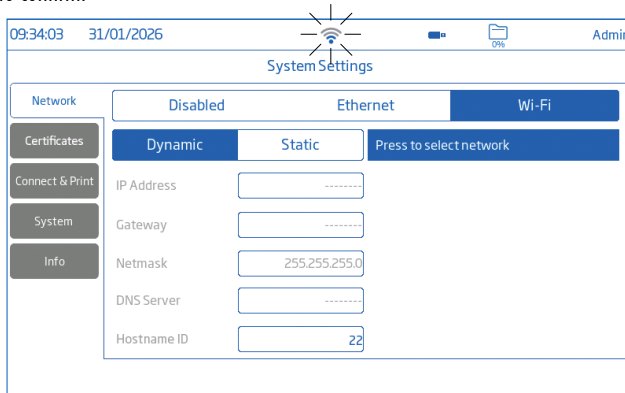 09:34:03 31/01/2026 0% Admin
System Settings
Network Disabled Ethernet Wi-Fi
Certificates Dynamic Static Press to select network
Connect & Print IP Address --------
System Gateway --------
Info Netmask 255.255.255.0
DNS Server --------
Hostname ID 22